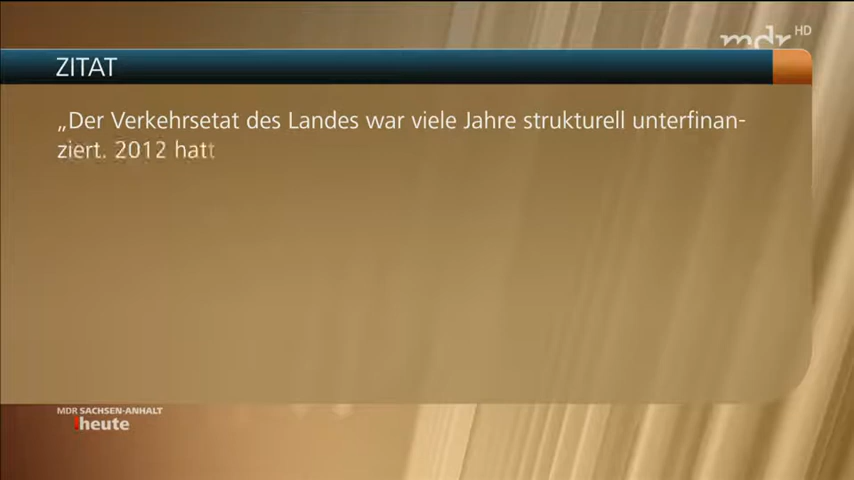 mdr HD
ZITAT
„Der Verkehrsetat des Landes war viele Jahre strukturell unterfinan-
ziert. 2012 hatt
MDR SACHSEN-ANHALT
!heute